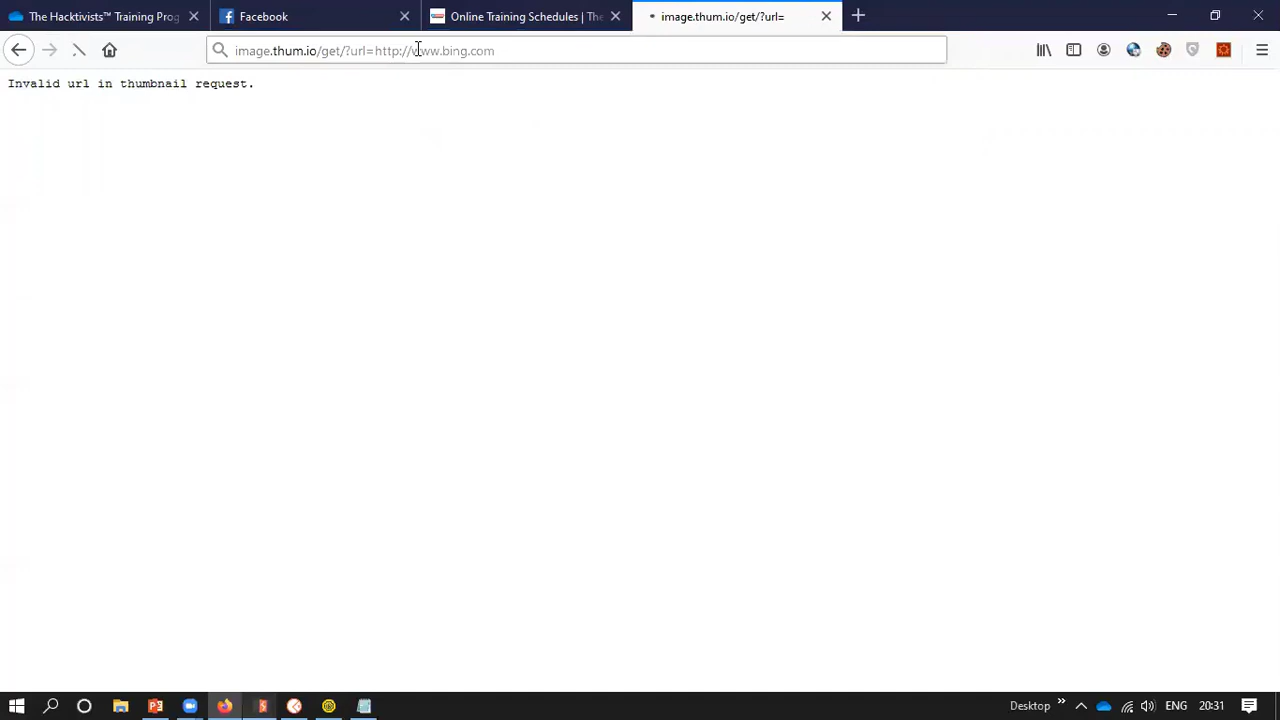 The Hacktivists™ Training Prog
Facebook
Online Training Schedules | The
image.thum.io/get/?url=
image.thum.io/get/?url=http://www.bing.com
Invalid url in thumbnail request.
Desktop
ENG
20:31